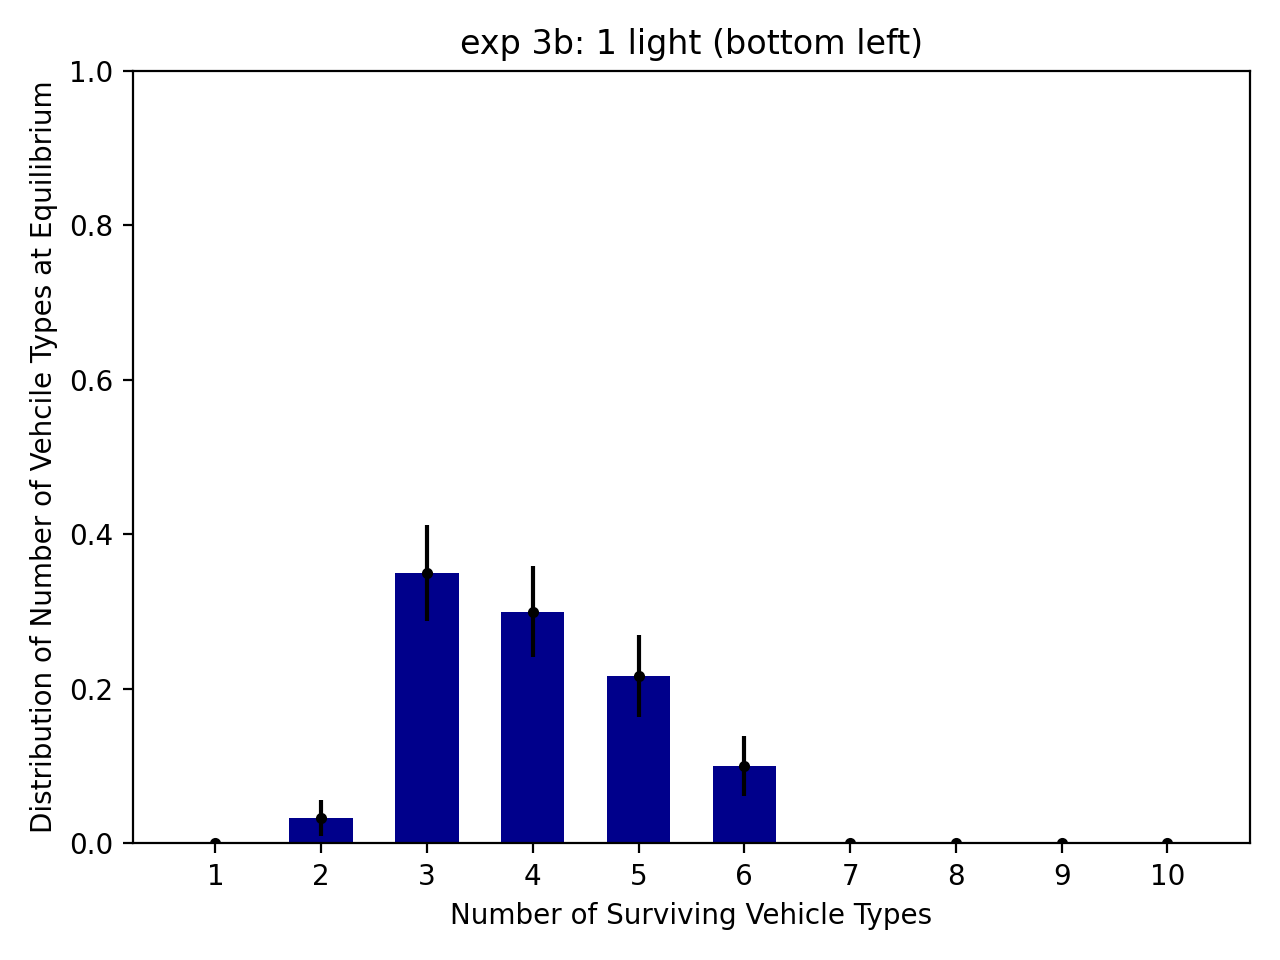 exp 3b: 1 light (bottom left)
Distribution of Number of Vehcile Types at Equilibrium
1.0
0.8
0.6
0.4
0.2
0.0
1 2 3 4 5 6 7 8 9 10
Number of Surviving Vehicle Types